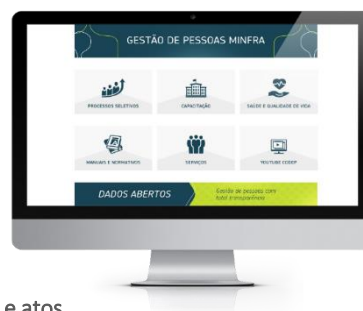 GESTÃO DE PESSOAS MINFRA
PROCESSOS SELETIVOS
CAPACITAÇÃO
SAÚDE E QUALIDADE DE VIDA
MANUAIS E NORMATIVOS
SERVIÇOS
YOUTUBE COGEP
DADOS ABERTOS
Gestão de pessoas com
total transparência
e atos